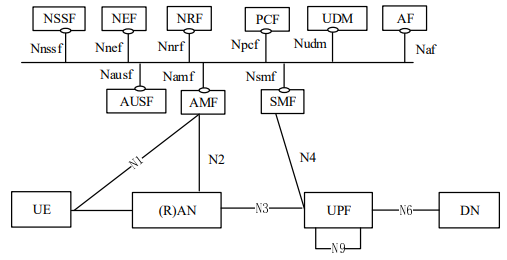 NSSF NEF NRF PCF UDM AF
Nnssf Nnef Nnrf Npcf Nudm Naf
Nausf Namf Nsmf
AUSF AMF SMF
N1 N2 N4
UE (R)AN N3 UPF N6 DN
N9